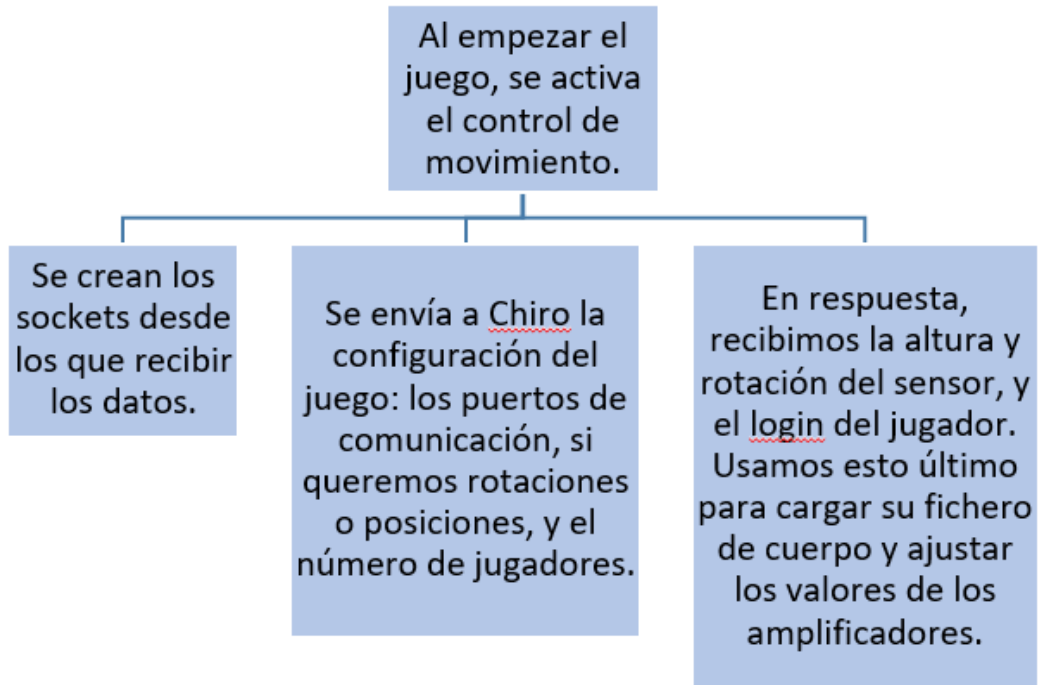 Al empezar el
juego, se activa
el control de
movimiento.
Se crean los
sockets desde
los que recibir
los datos.
Se envía a Chiro la
configuración del
juego: los puertos de
comunicación, si
queremos rotaciones
o posiciones, y el
número de jugadores.
En respuesta,
recibimos la altura y
rotación del sensor, y
el login del jugador.
Usamos esto último
para cargar su fichero
de cuerpo y ajustar
los valores de los
amplificadores.